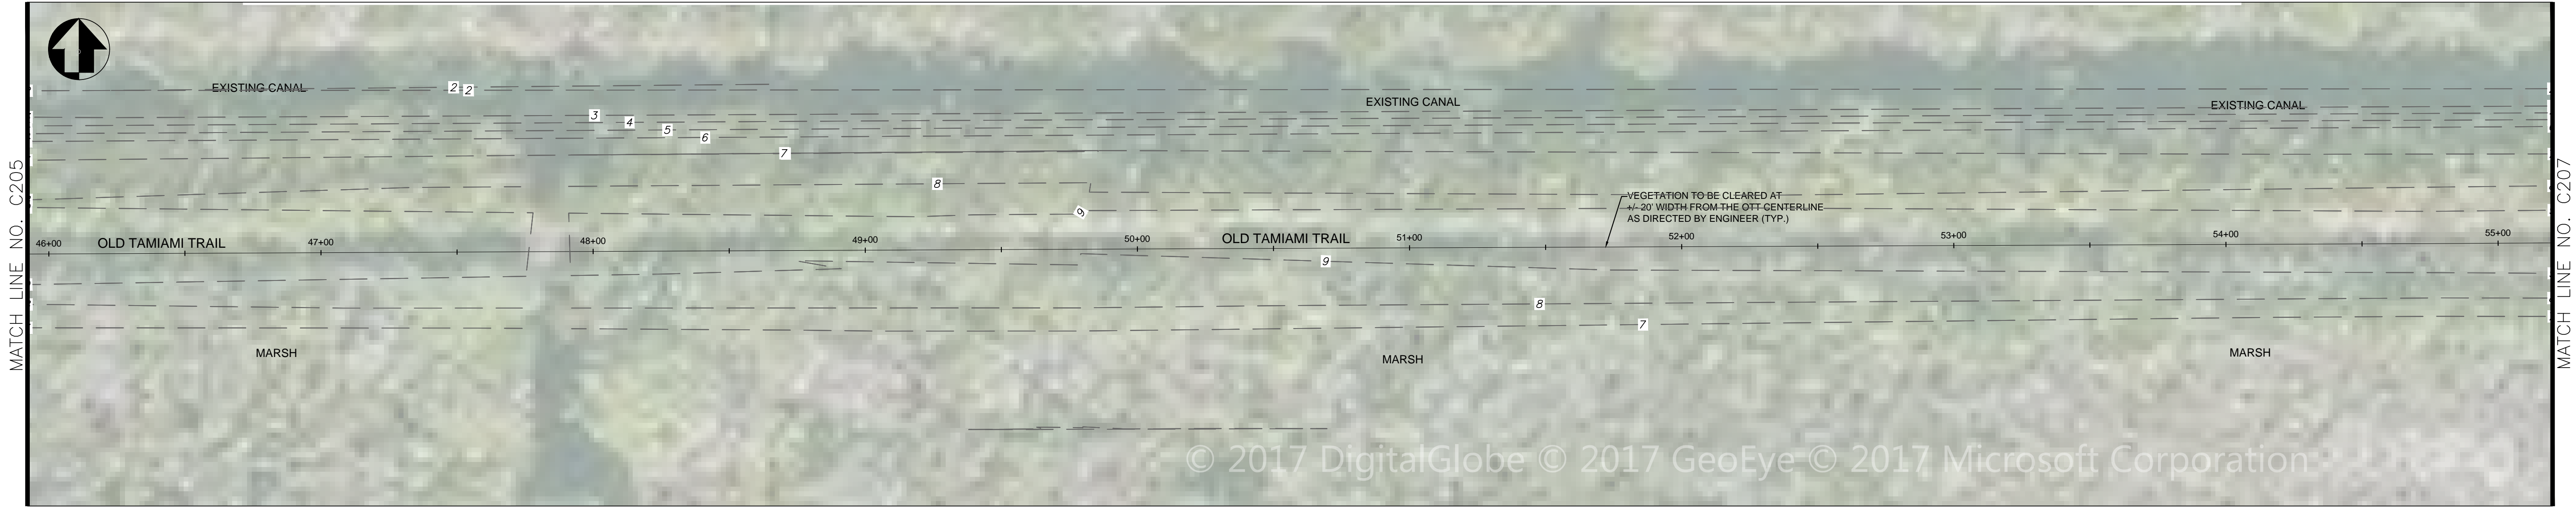 MATCH LINE NO. C205
EXISTING CANAL
2
2
EXISTING CANAL
EXISTING CANAL
3
4
5
6
7
8
9
VEGETATION TO BE CLEARED AT
+/- 20' WIDTH FROM THE OTT CENTERLINE
AS DIRECTED BY ENGINEER (TYP.)
46+00
OLD TAMIAMI TRAIL
47+00
48+00
49+00
50+00
OLD TAMIAMI TRAIL
51+00
52+00
53+00
54+00
55+00
9
8
7
MARSH
MARSH
MARSH
© 2017 DigitalGlobe © 2017 GeoEye © 2017 Microsoft Corporation
MATCH LINE NO. C207